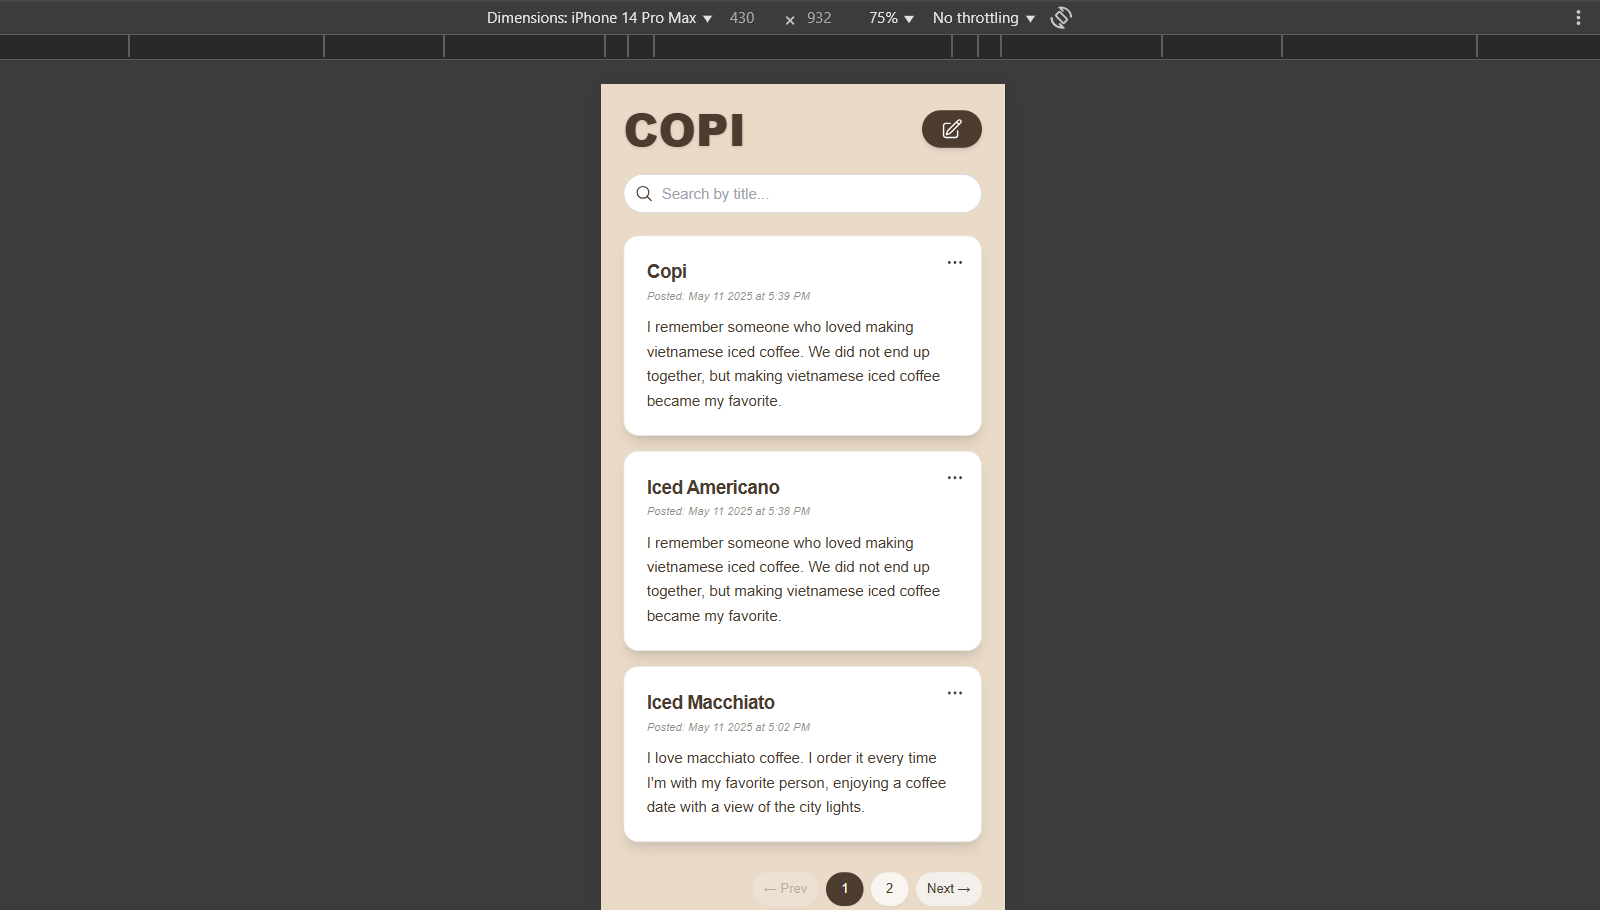 Dimensions: iPhone 14 Pro Max ▼ 430 × 932 75% ▼ No throttling ▼
COPI
Search by title...
Copi
Posted: May 11 2025 at 5:39 PM
I remember someone who loved making
vietnamese iced coffee. We did not end up
together, but making vietnamese iced coffee
became my favorite.
Iced Americano
Posted: May 11 2025 at 5:38 PM
I remember someone who loved making
vietnamese iced coffee. We did not end up
together, but making vietnamese iced coffee
became my favorite.
Iced Macchiato
Posted: May 11 2025 at 5:02 PM
I love macchiato coffee. I order it every time
I'm with my favorite person, enjoying a coffee
date with a view of the city lights.
← Prev 1 2 Next →